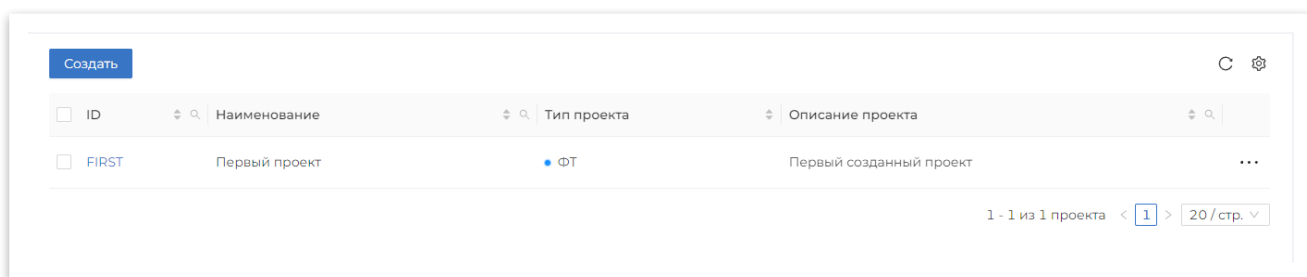 Создать
ID Наименование Тип проекта Описание проекта
FIRST Первый проект ФТ Первый созданный проект
1 - 1 из 1 проекта < 1 > 20 / стр.